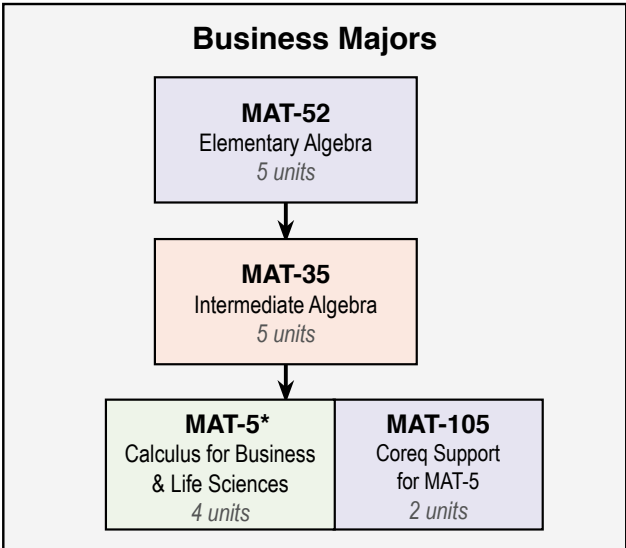 Business Majors
MAT-52
Elementary Algebra
5 units
MAT-35
Intermediate Algebra
5 units
MAT-5*
Calculus for Business
& Life Sciences
4 units
MAT-105
Coreq Support
for MAT-5
2 units